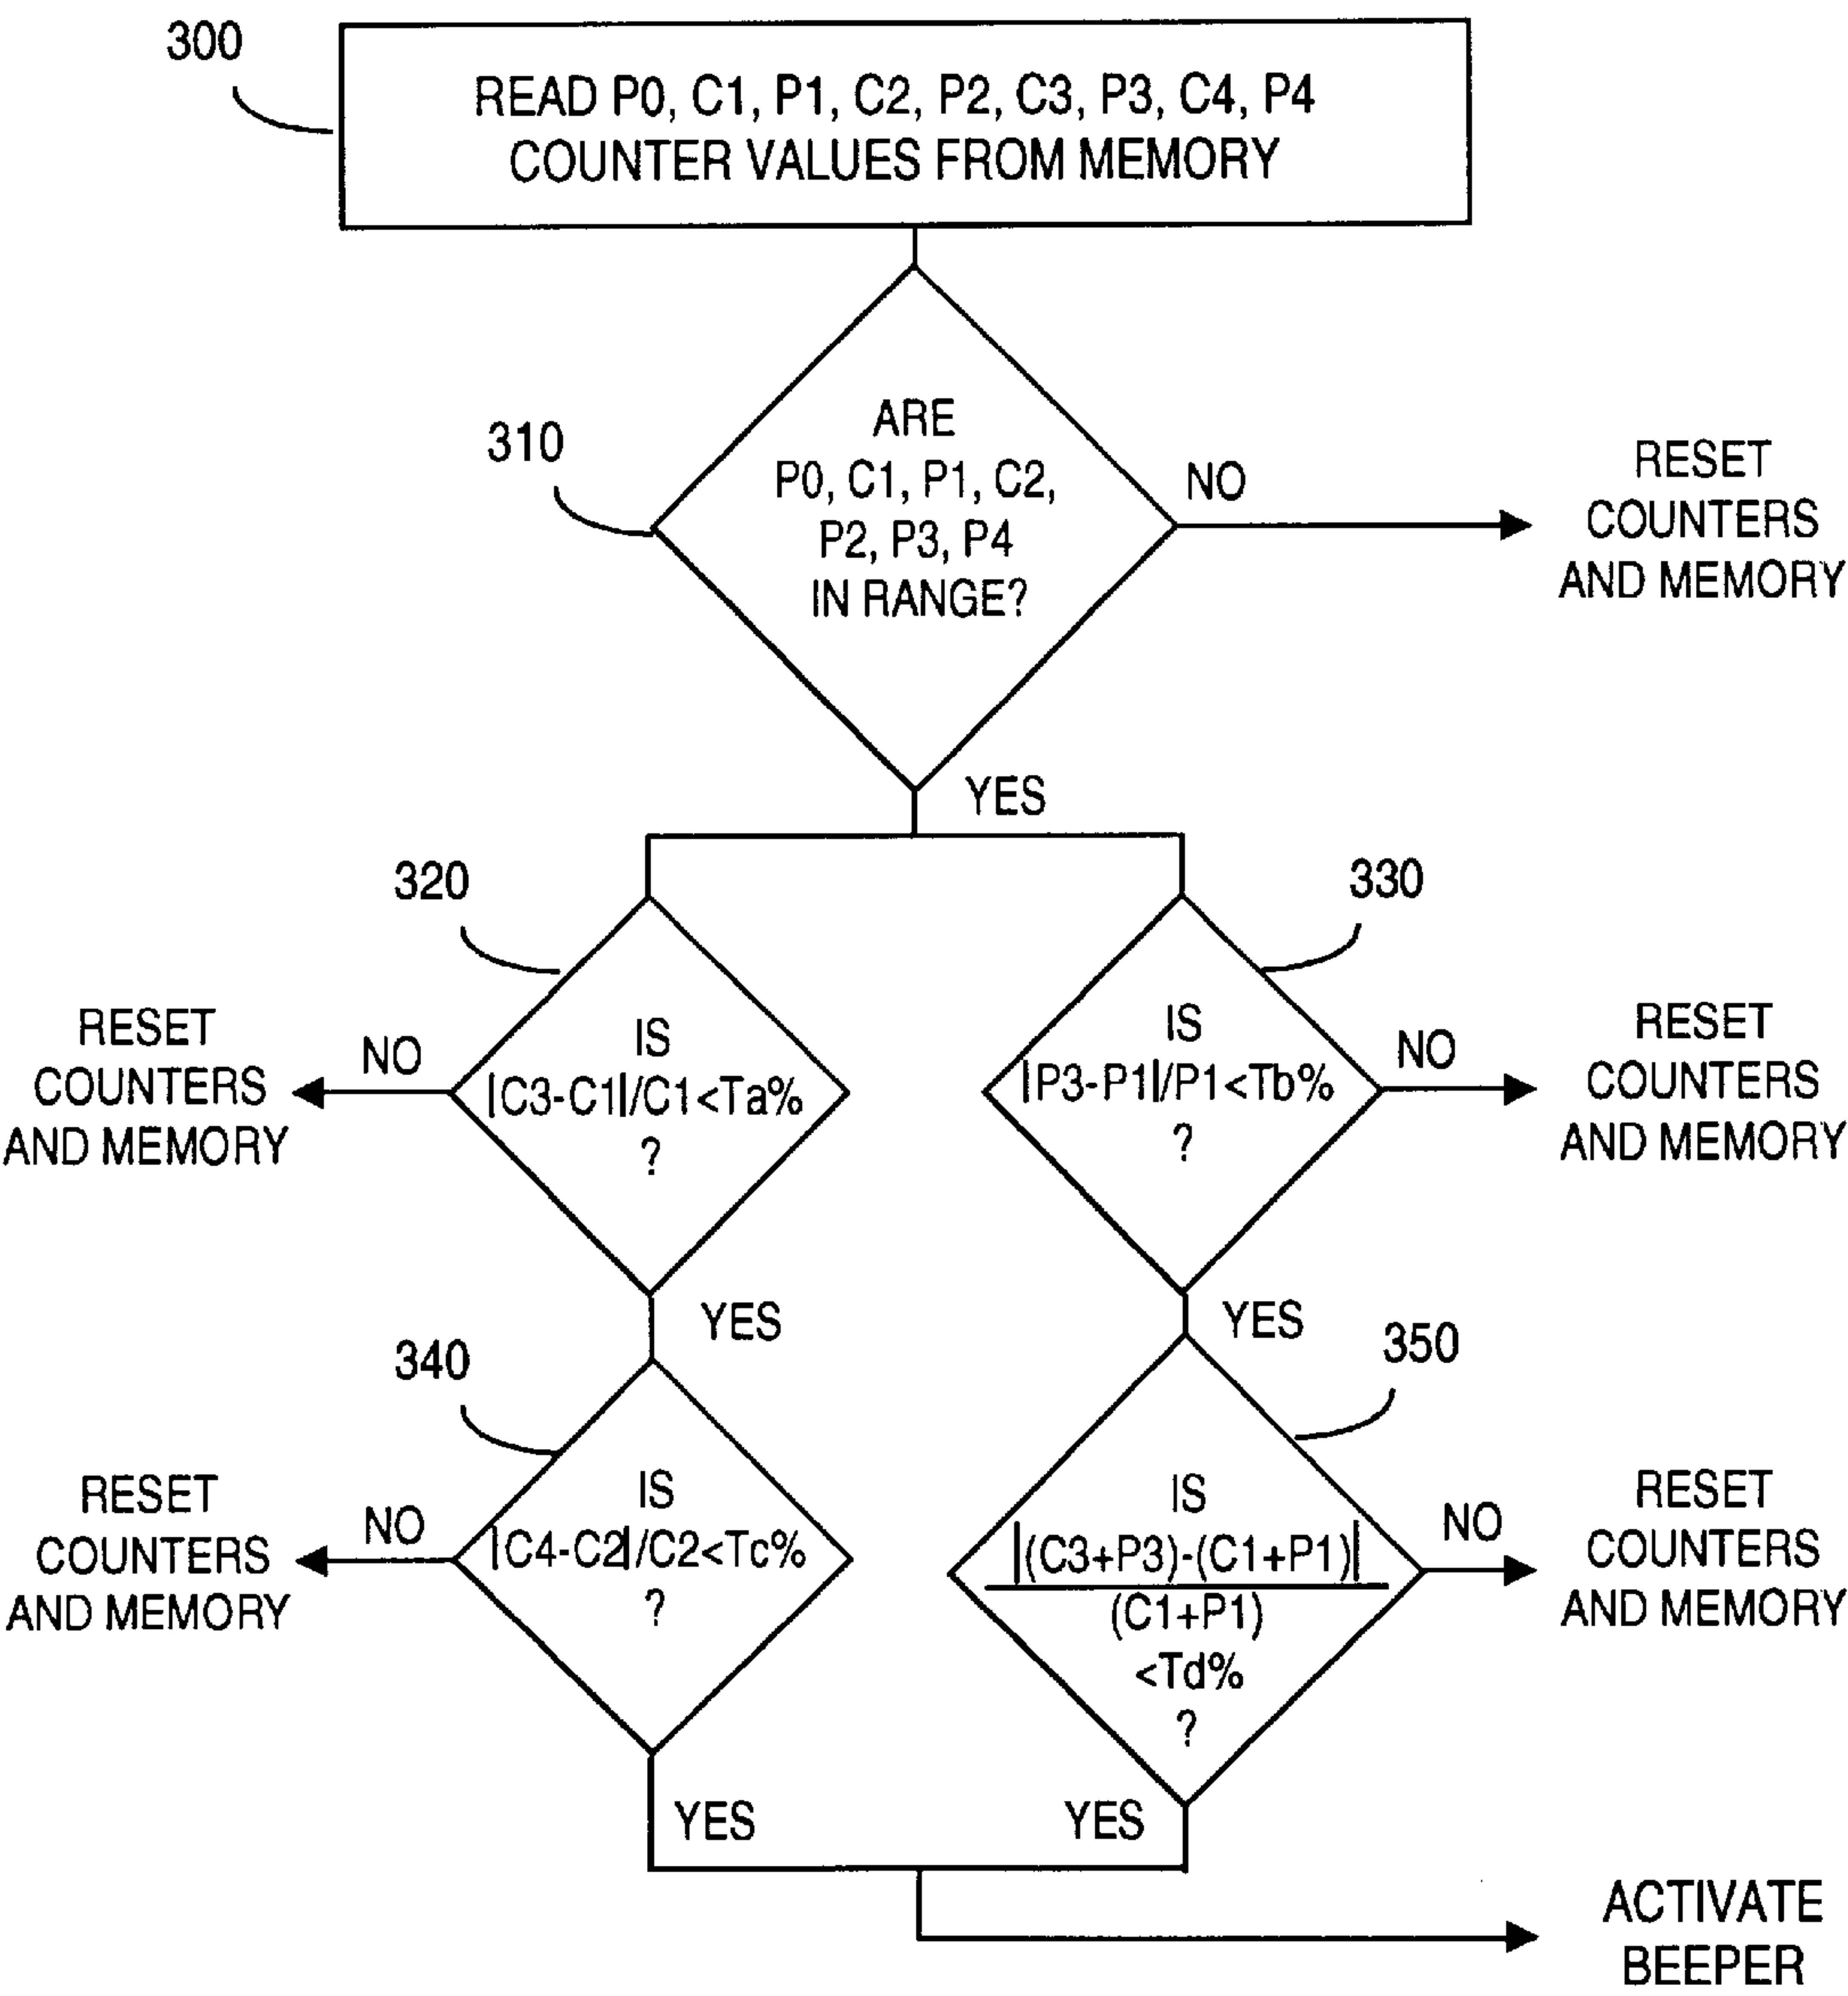 300
READ P0, C1, P1, C2, P2, C3, P3, C4, P4
COUNTER VALUES FROM MEMORY
310
ARE
P0, C1, P1, C2,
P2, P3, P4
IN RANGE?
NO
RESET
COUNTERS
AND MEMORY
YES
320
IS
|C3-C1|/C1<Ta%
?
NO
RESET
COUNTERS
AND MEMORY
YES
330
IS
|P3-P1|/P1<Tb%
?
NO
RESET
COUNTERS
AND MEMORY
YES
340
IS
|C4-C2|/C2<Tc%
?
NO
RESET
COUNTERS
AND MEMORY
YES
350
IS
|(C3+P3)-(C1+P1)|
(C1+P1)
<Td%
?
NO
RESET
COUNTERS
AND MEMORY
YES
ACTIVATE
BEEPER